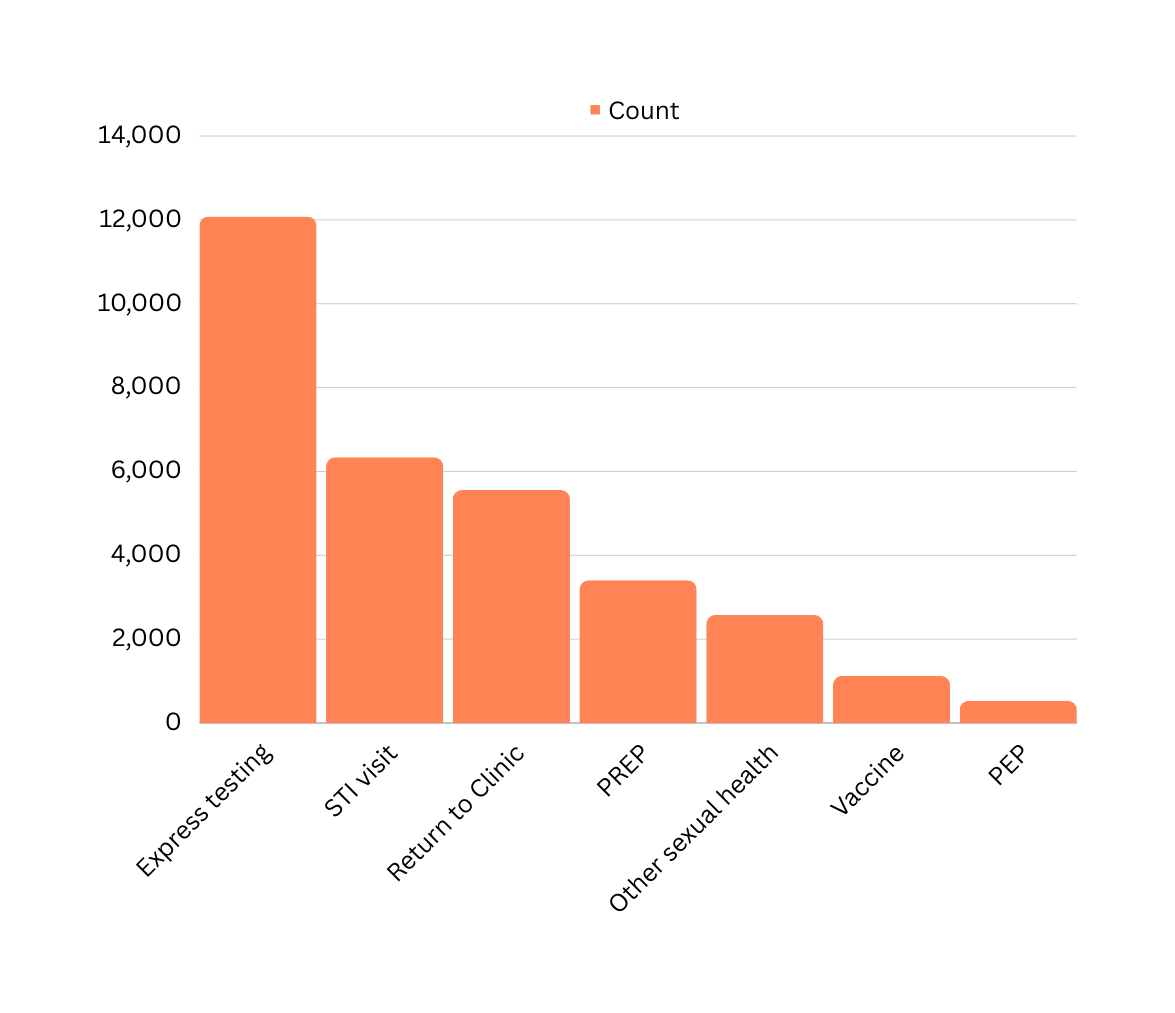 Count
14,000
12,000
10,000
8,000
6,000
4,000
2,000
0
Express testing
STI visit
Return to Clinic
PREP
Other sexual health
Vaccine
PEP